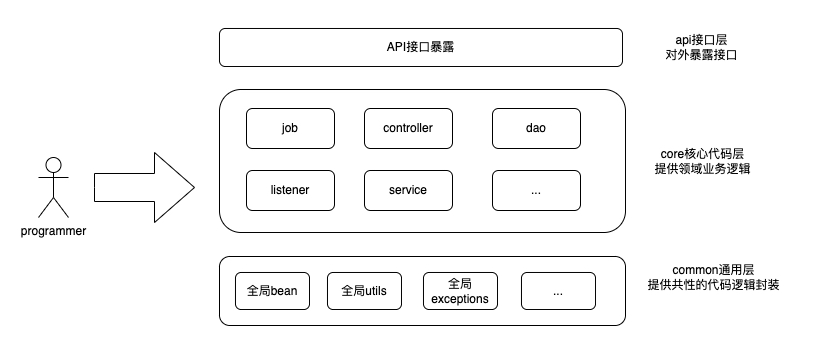 API接口暴露
api接口层
对外暴露接口
job
controller
dao
listener
service
...
core核心代码层
提供领域业务逻辑
programmer
全局bean
全局utils
全局
exceptions
...
common通用层
提供共性的代码逻辑封装